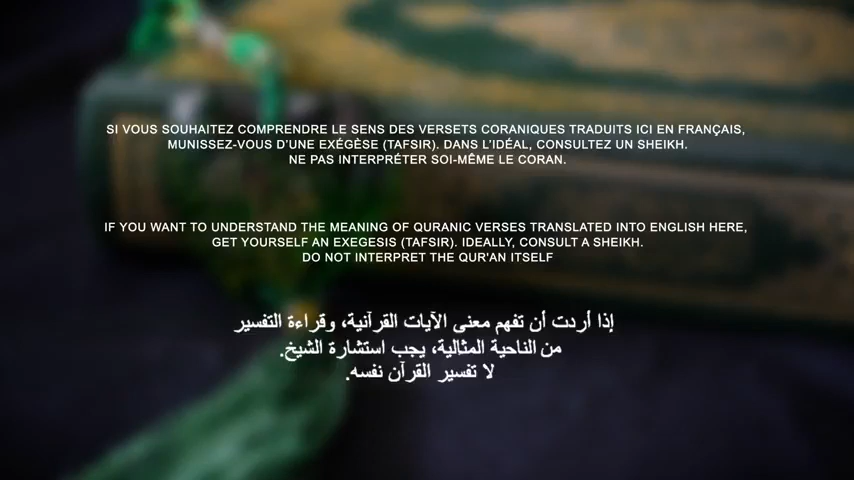 SI VOUS SOUHAITEZ COMPRENDRE LE SENS DES VERSETS CORANIQUES TRADUITS ICI EN FRANÇAIS,
MUNISSEZ-VOUS D'UNE EXÉGÈSE (TAFSIR). DANS L'IDÉAL, CONSULTEZ UN SHEIKH.
NE PAS INTERPRÉTER SOI-MÊME LE CORAN.
IF YOU WANT TO UNDERSTAND THE MEANING OF QURANIC VERSES TRANSLATED INTO ENGLISH HERE,
GET YOURSELF AN EXEGESIS (TAFSIR). IDEALLY, CONSULT A SHEIKH.
DO NOT INTERPRET THE QUR'AN ITSELF
إذا أردت أن تفهم معنى الآيات القرآنية، وقراءة التفسير
من الناحية المثالية، يجب استشارة الشيخ.
لا تفسير القرآن نفسه.